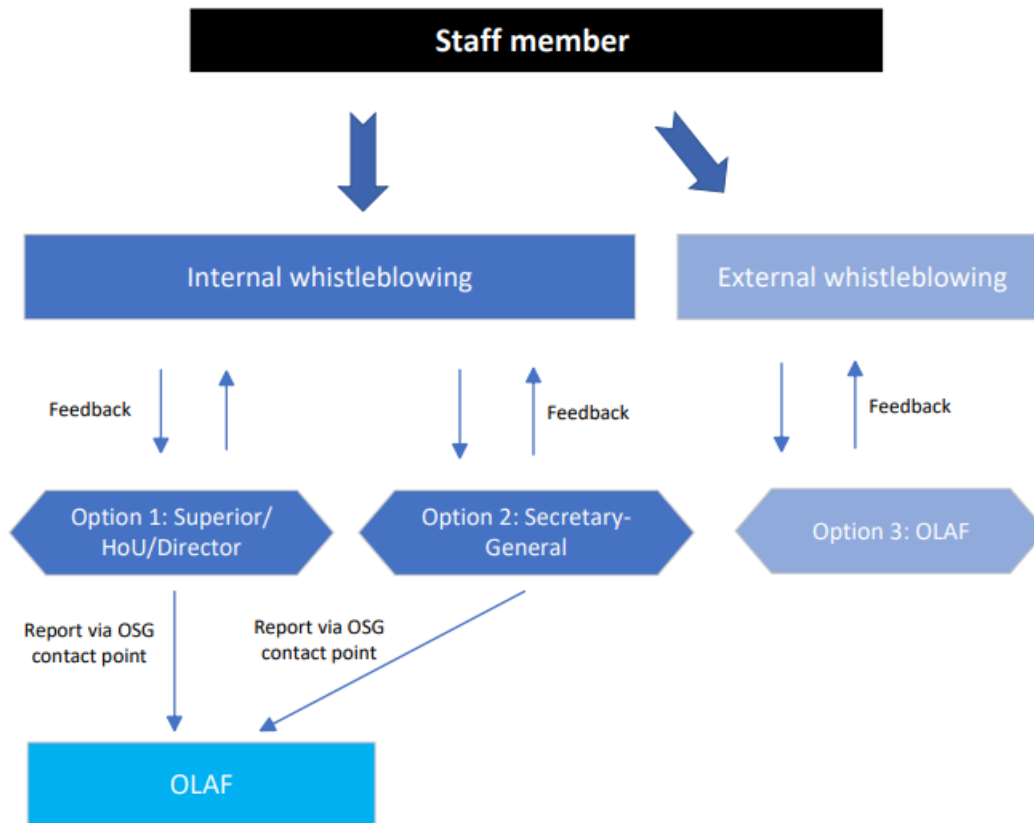 Staff member
Internal whistleblowing
External whistleblowing
Feedback
Feedback
Feedback
Option 1: Superior/
HoU/Director
Option 2: Secretary-
General
Option 3: OLAF
Report via OSG
contact point
Report via OSG
contact point
OLAF